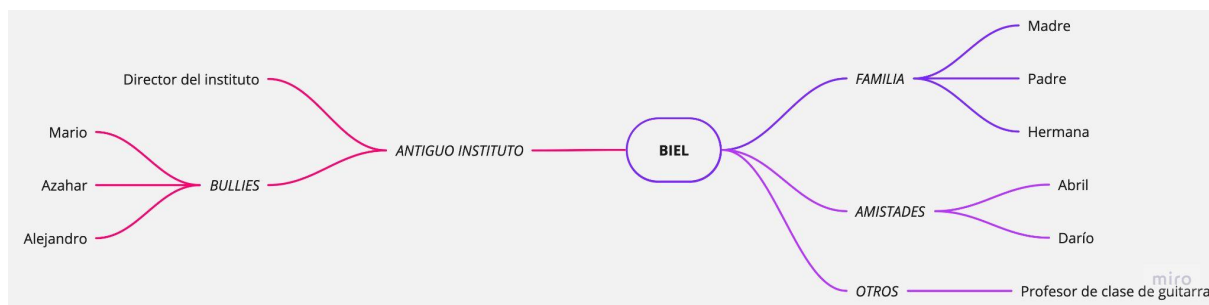 Director del instituto
Mario
Azahar
Alejandro
BULLIES
ANTIGUO INSTITUTO
BIEL
FAMILIA
Madre
Padre
Hermana
AMISTADES
Abril
Darío
OTROS
Profesor de clase de guitarra
miro